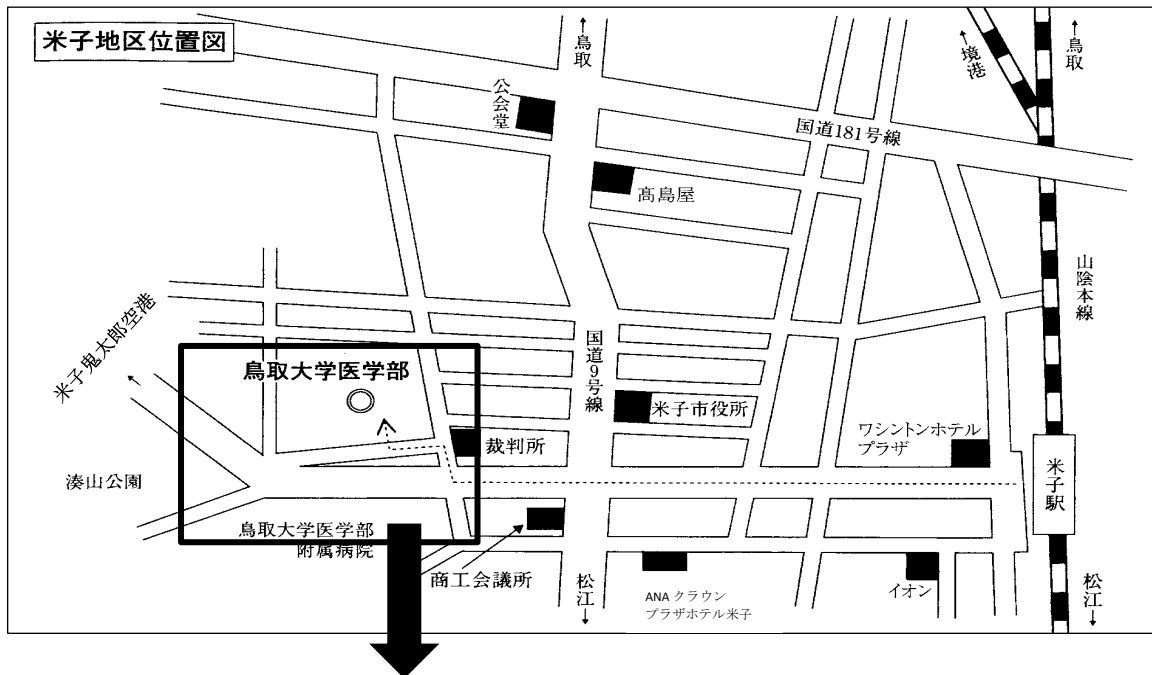 米子地区位置図
←鳥取
←境港
←鳥取
公会堂
国道181号線
髙島屋
山陰本線
米子鬼太郎空港
国道9号線
鳥取大学医学部
米子市役所
ワシントンホテル
プラザ
裁判所
米子駅
湊山公園
鳥取大学医学部
附属病院
商工会議所
松江→
ANAクラウン
プラザホテル米子
イオン
松江→